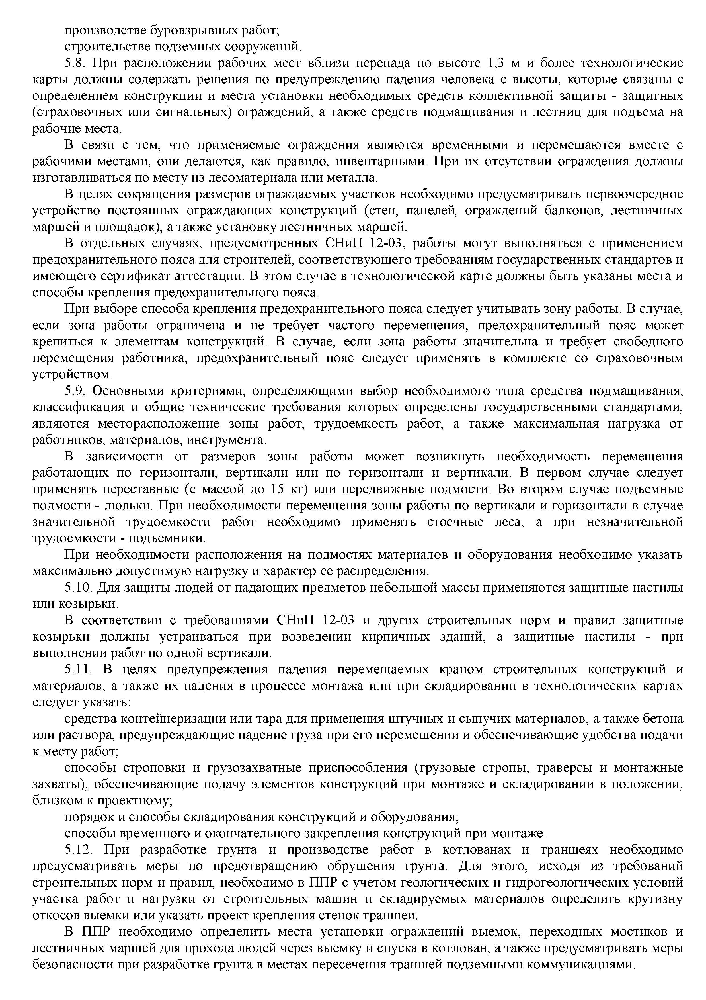 производстве буровзрывных работ;
строительстве подземных сооружений.
5.8. При расположении рабочих мест вблизи перепада по высоте 1,3 м и более технологические
карты должны содержать решения по предупреждению падения человека с высоты, которые связаны с
определением конструкции и места установки необходимых средств коллективной защиты - защитных
(страховочных или сигнальных) ограждений, а также средств подмащивания и лестниц для подъема на
рабочие места.
В связи с тем, что применяемые ограждения являются временными и перемещаются вместе с
рабочими местами, они делаются, как правило, инвентарными. При их отсутствии ограждения должны
изготавливаться по месту из лесоматериала или металла.
В целях сокращения размеров ограждаемых участков необходимо предусматривать первоочередное
устройство постоянных ограждающих конструкций (стен, панелей, ограждений балконов, лестничных
маршей и площадок), а также установку лестничных маршей.
В отдельных случаях, предусмотренных СНиП 12-03, работы могут выполняться с применением
предохранительного пояса для строителей, соответствующего требованиям государственных стандартов и
имеющего сертификат аттестации. В этом случае в технологической карте должны быть указаны места и
способы крепления предохранительного пояса.
При выборе способа крепления предохранительного пояса следует учитывать зону работы. В случае,
если зона работы ограничена и не требует частого перемещения, предохранительный пояс может
крепиться к элементам конструкций. В случае, если зона работы значительна и требует свободного
перемещения работника, предохранительный пояс следует применять в комплекте со страховочным
устройством.
5.9. Основными критериями, определяющими выбор необходимого типа средства подмащивания,
классификация и общие технические требования которых определены государственными стандартами,
являются месторасположение зоны работ, трудоемкость работ, а также максимальная нагрузка от
работников, материалов, инструмента.
В зависимости от размеров зоны работы может возникнуть необходимость перемещения
работающих по горизонтали, вертикали или по горизонтали и вертикали. В первом случае следует
применять переставные (с массой до 15 кг) или передвижные подмости. Во втором случае подъемные
подмости - люльки. При необходимости перемещения зоны работы по вертикали и горизонтали в случае
значительной трудоемкости работ необходимо применять стоечные леса, а при незначительной
трудоемкости - подъемники.
При необходимости расположения на подмостях материалов и оборудования необходимо указать
максимально допустимую нагрузку и характер ее распределения.
5.10. Для защиты людей от падающих предметов небольшой массы применяются защитные настилы
или козырьки.
В соответствии с требованиями СНиП 12-03 и других строительных норм и правил защитные
козырьки должны устраиваться при возведении кирпичных зданий, а защитные настилы - при
выполнении работ по одной вертикали.
5.11. В целях предупреждения падения перемещаемых краном строительных конструкций и
материалов, а также их падения в процессе монтажа или при складировании в технологических картах
следует указать:
средства контейнеризации или тара для применения штучных и сыпучих материалов, а также бетона
или раствора, предупреждающие падение груза при его перемещении и обеспечивающие удобства подачи
к месту работ;
способы строповки и грузозахватные приспособления (грузовые стропы, траверсы и монтажные
захваты), обеспечивающие подачу элементов конструкций при монтаже и складировании в положении,
близком к проектному;
порядок и способы складирования конструкций и оборудования;
способы временного и окончательного закрепления конструкций при монтаже.
5.12. При разработке грунта и производстве работ в котлованах и траншеях необходимо
предусматривать меры по предотвращению обрушения грунта. Для этого, исходя из требований
строительных норм и правил, необходимо в ППР с учетом геологических и гидрогеологических условий
участка работ и нагрузки от строительных машин и складируемых материалов определить крутизну
откосов выемки или указать проект крепления стенок траншеи.
В ППР необходимо определить места установки ограждений выемок, переходных мостиков и
лестничных маршей для прохода людей через выемку и спуска в котлован, а также предусматривать меры
безопасности при разработке грунта в местах пересечения траншей подземными коммуникациями.